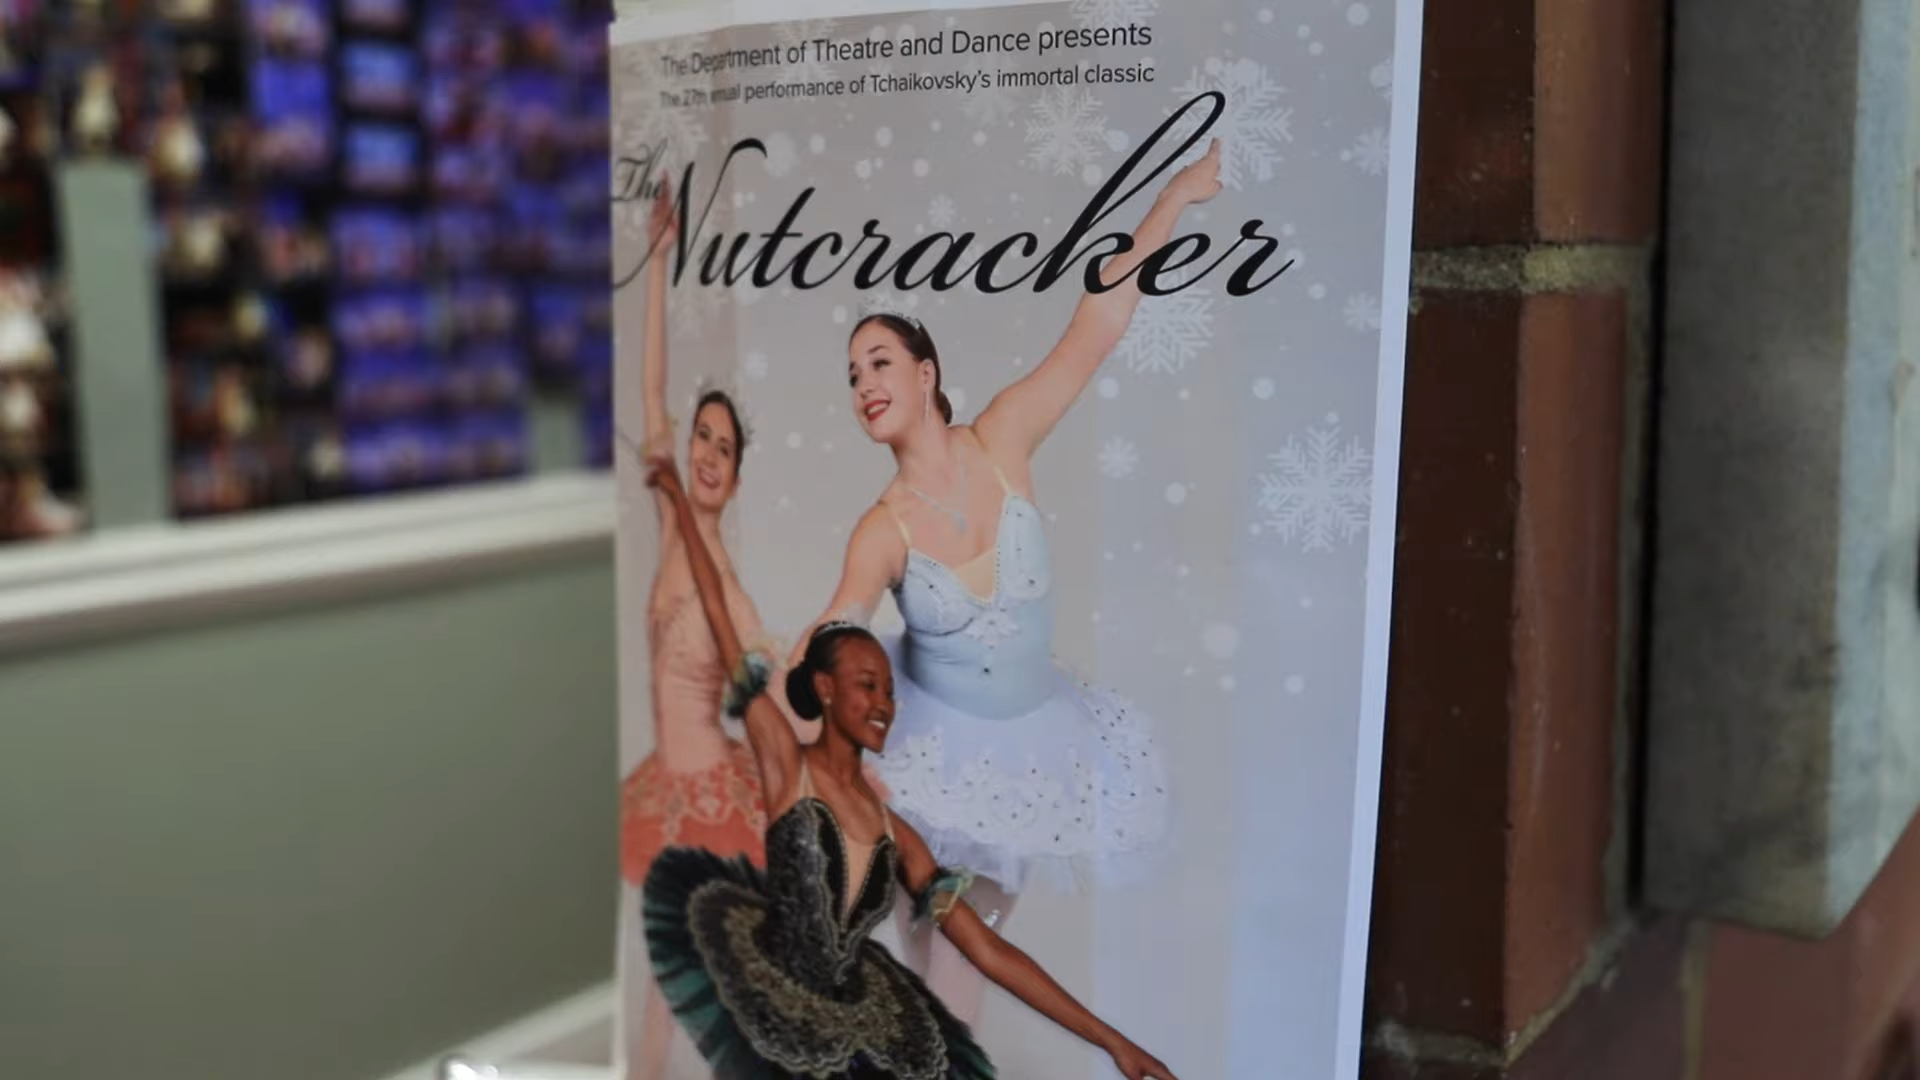 The Department of Theatre and Dance presents
The 27th annual performance of Tchaikovsky's immortal classic
The
Nutcracker